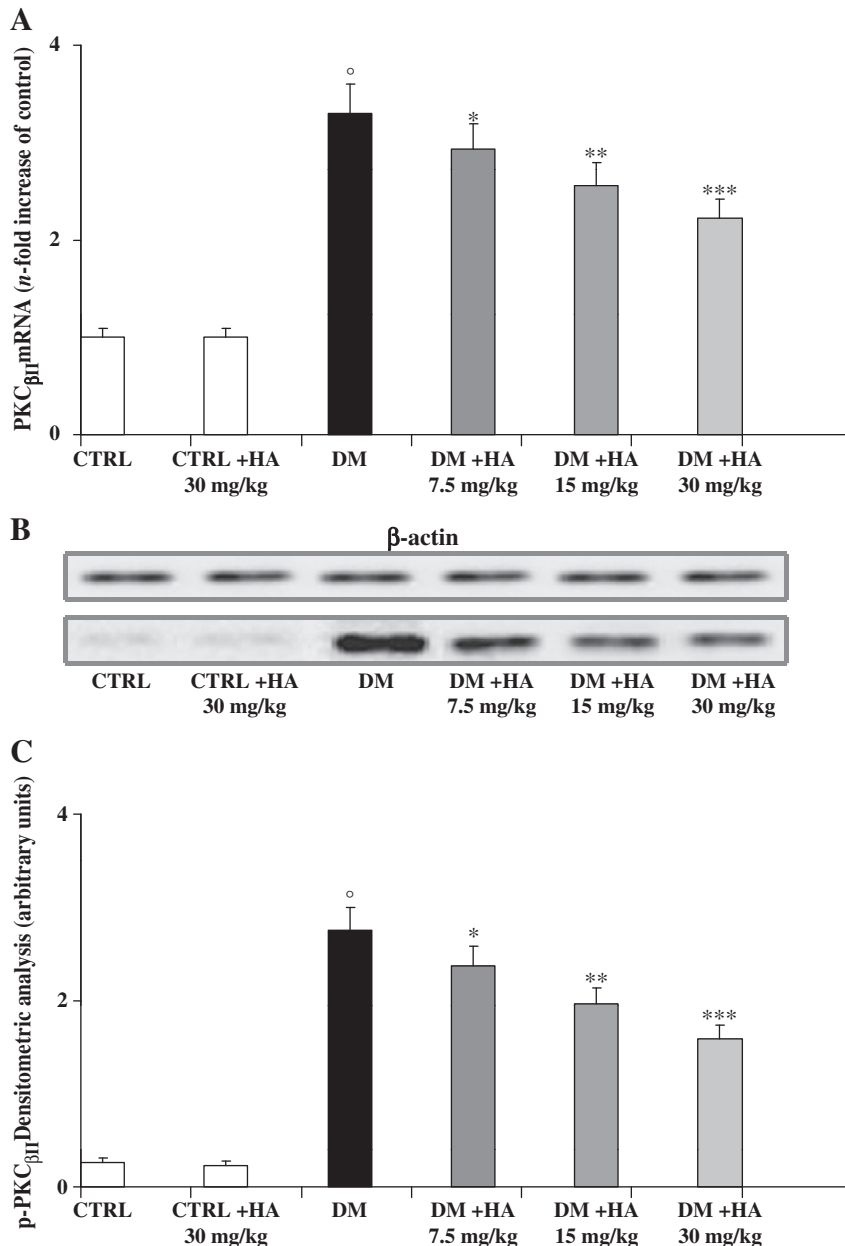 A
PKCβIImRNA (n-fold increase of control)
4
2
0
°
*
**
***
CTRL CTRL +HA DM DM +HA DM +HA DM +HA
30 mg/kg 7.5 mg/kg 15 mg/kg 30 mg/kg
B
β-actin
CTRL CTRL +HA DM DM +HA DM +HA DM +HA
30 mg/kg 7.5 mg/kg 15 mg/kg 30 mg/kg
C
p-PKCβIIDensitometric analysis (arbitrary units)
4
2
0
°
*
**
***
CTRL CTRL +HA DM DM +HA DM +HA DM +HA
30 mg/kg 7.5 mg/kg 15 mg/kg 30 mg/kg